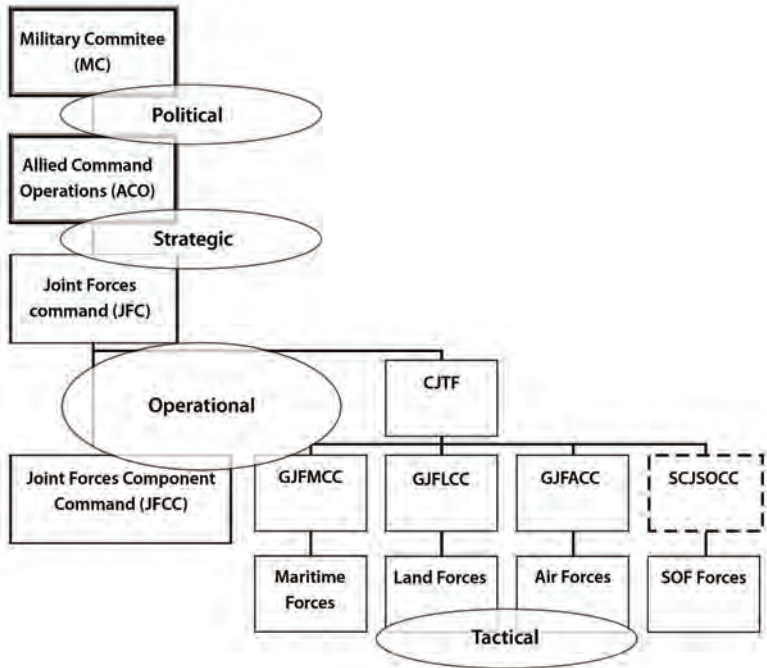 Military Commitee
(MC)
Political
Allied Command
Operations (ACO)
Strategic
Joint Forces
command (JFC)
Operational
CJTF
Joint Forces Component
Command (JFCC)
GJFMCC
GJFLCC
GJFACC
SCJSOCC
Maritime
Forces
Land Forces
Air Forces
SOF Forces
Tactical